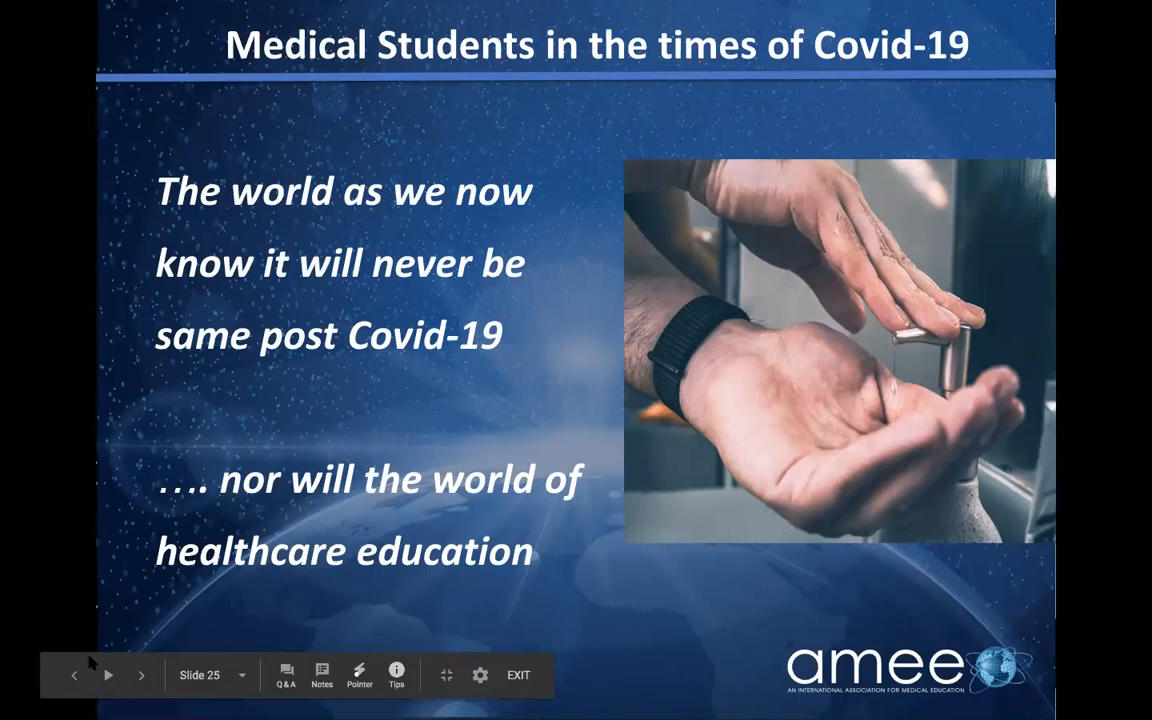 Medical Students in the times of Covid-19
The world as we now
know it will never be
same post Covid-19
.... nor will the world of
healthcare education
Slide 25
Q&A
Notes
Pointer
Tips
EXIT
amee
AN INTERNATIONAL ASSOCIATION FOR MEDICAL EDUCATION